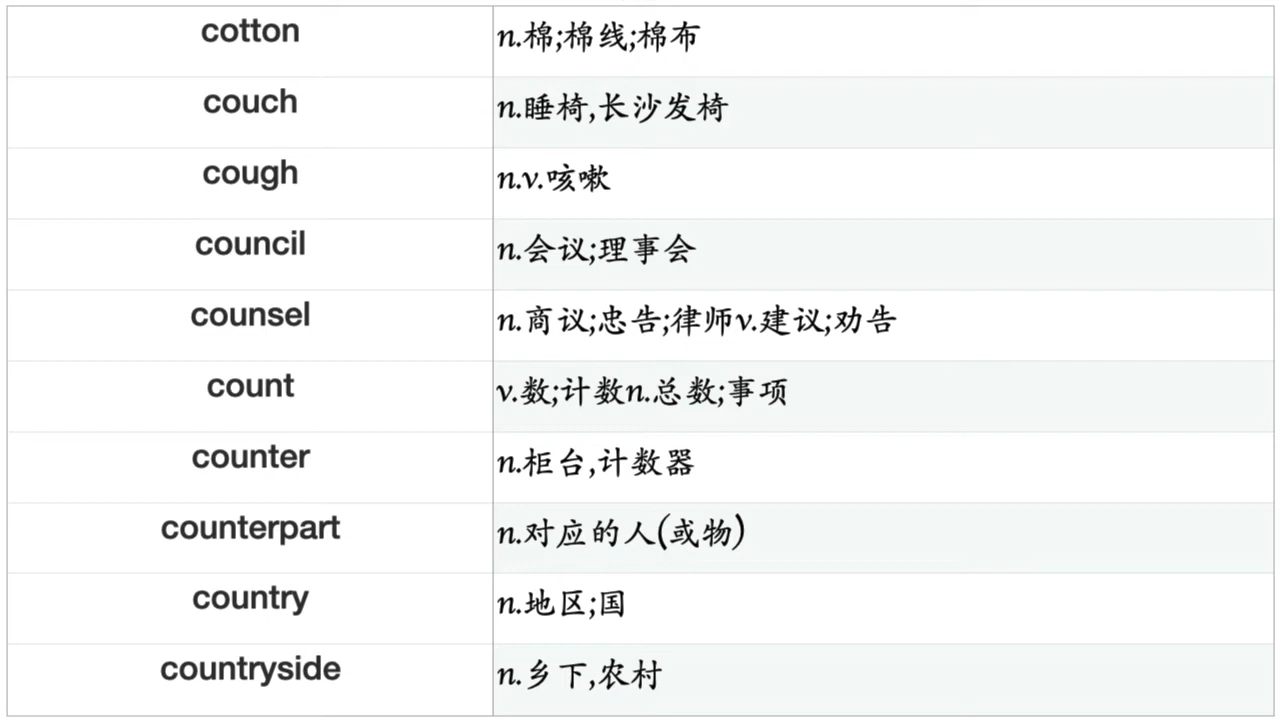 cotton n.棉;棉线;棉布
couch n.睡椅,长沙发椅
cough n.v.咳嗽
council n.会议;理事会
counsel n.商议;忠告;律师v.建议;劝告
count v.数;计数n.总数;事项
counter n.柜台,计数器
counterpart n.对应的人(或物)
country n.地区;国
countryside n.乡下,农村